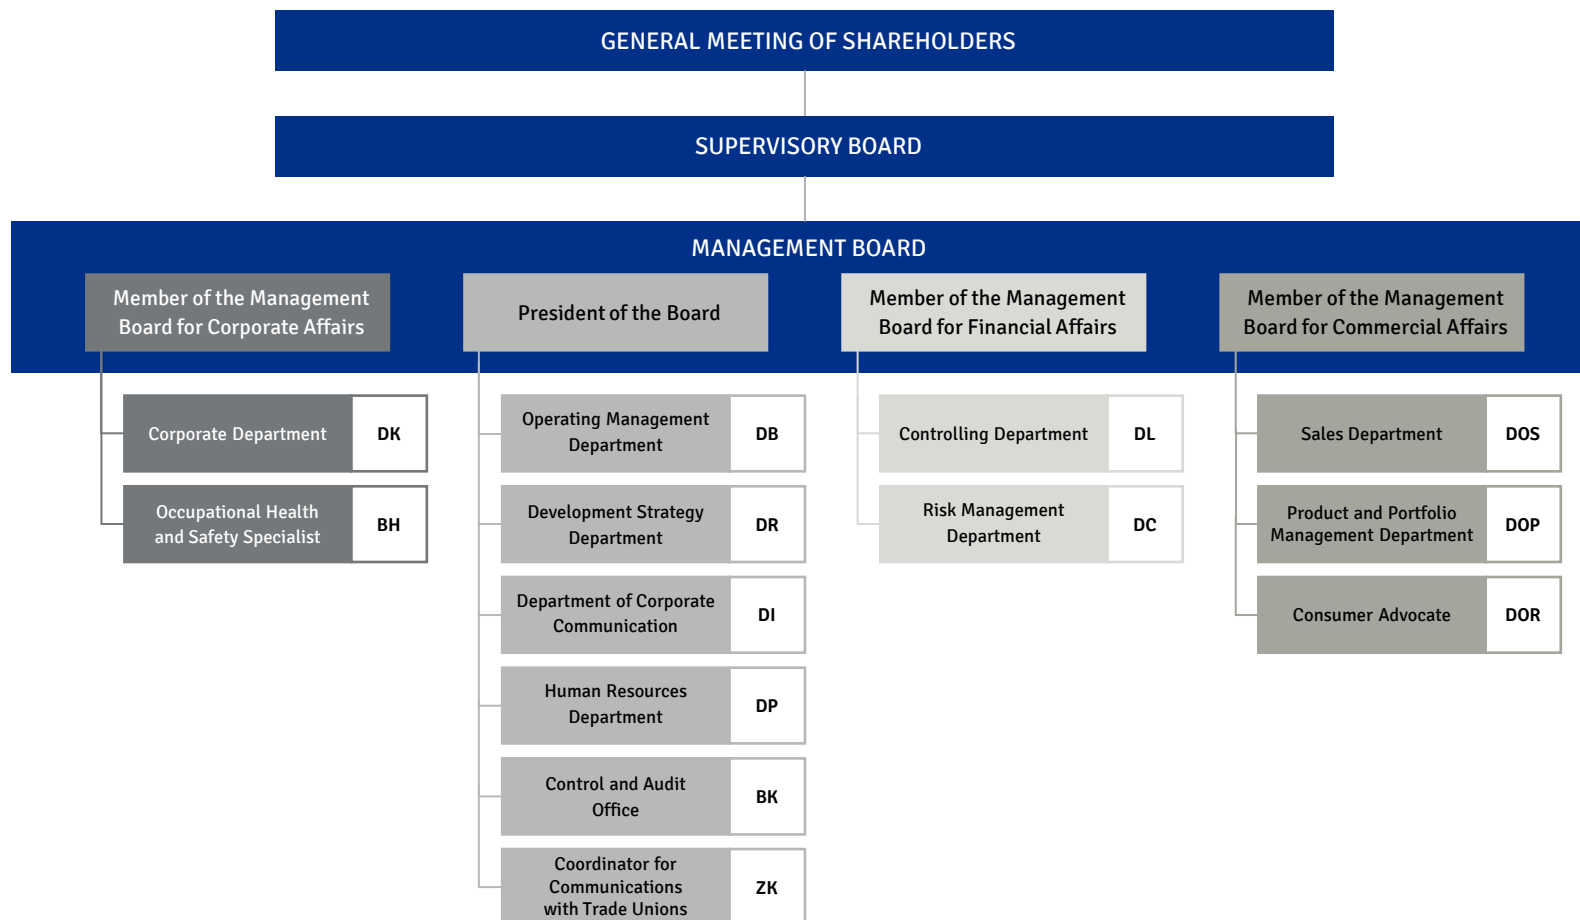 GENERAL MEETING OF SHAREHOLDERS
SUPERVISORY BOARD
MANAGEMENT BOARD
Member of the Management
Board for Corporate Affairs
Corporate Department
DK
Occupational Health
and Safety Specialist
BH
President of the Board
Operating Management
Department
DB
Development Strategy
Department
DR
Department of Corporate
Communication
DI
Human Resources
Department
DP
Control and Audit
Office
BK
Coordinator for
Communications
with Trade Unions
ZK
Member of the Management
Board for Financial Affairs
Controlling Department
DL
Risk Management
Department
DC
Member of the Management
Board for Commercial Affairs
Sales Department
DOS
Product and Portfolio
Management Department
DOP
Consumer Advocate
DOR